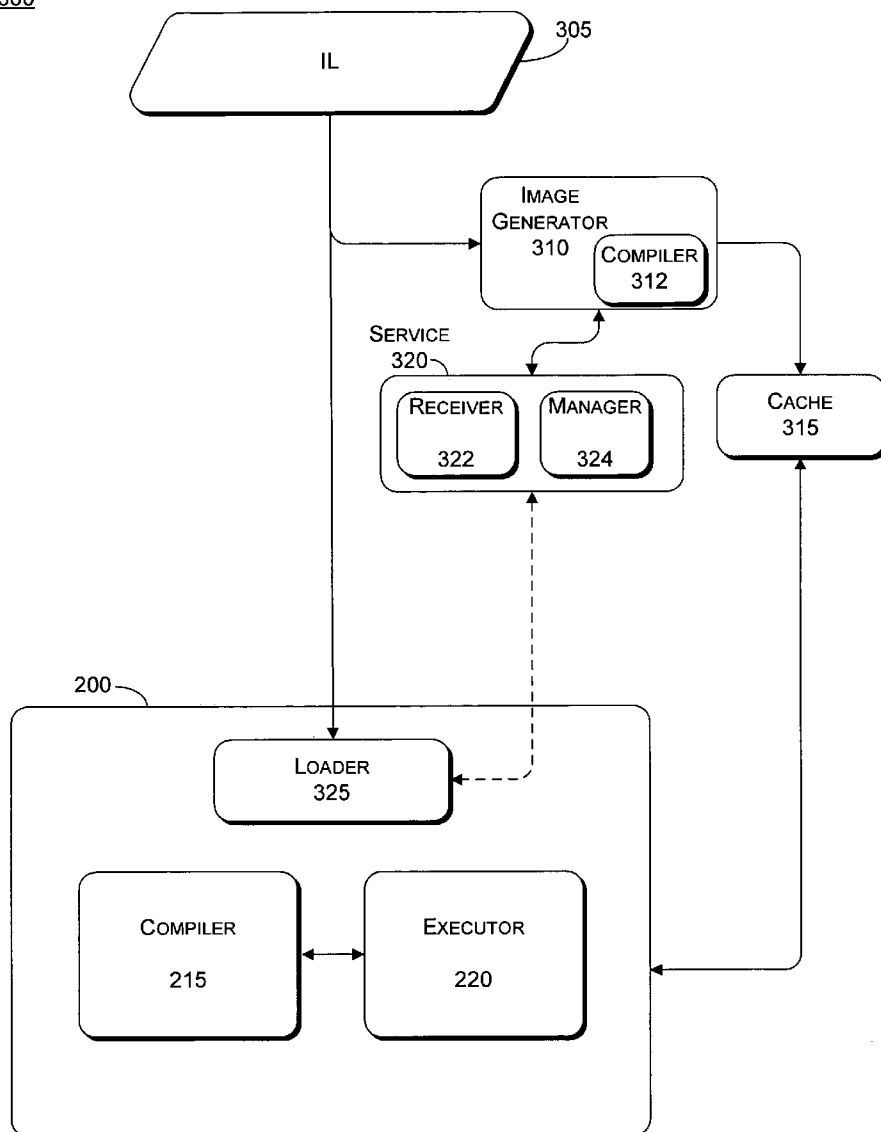 IL
305
IMAGE
GENERATOR
310
COMPILER
312
SERVICE
320
RECEIVER
322
MANAGER
324
CACHE
315
200
LOADER
325
COMPILER
215
EXECUTOR
220